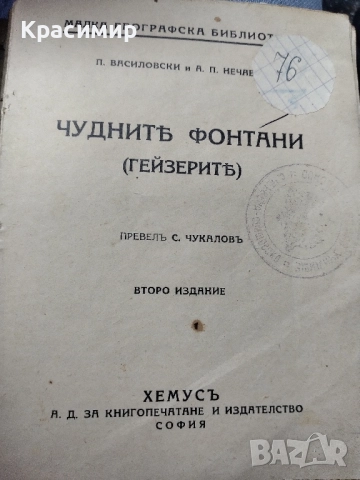 Красимир
МАЛКА ГЕОГРАФСКА БИБЛИОТ
76
П. ВАСИЛОВСКИ и А. П. НЕЧАЕ
ЧУДНИТѢ ФОНТАНИ
(ГЕЙЗЕРИТѢ)
ПРЕВЕЛЪ С. ЧУКАЛОВЪ
ВТОРО ИЗДАНИЕ
ХЕМУСЪ
А. Д. ЗА КНИГОПЕЧАТАНЕ И ИЗДАТЕЛСТВО
СОФИЯ
BAZAR